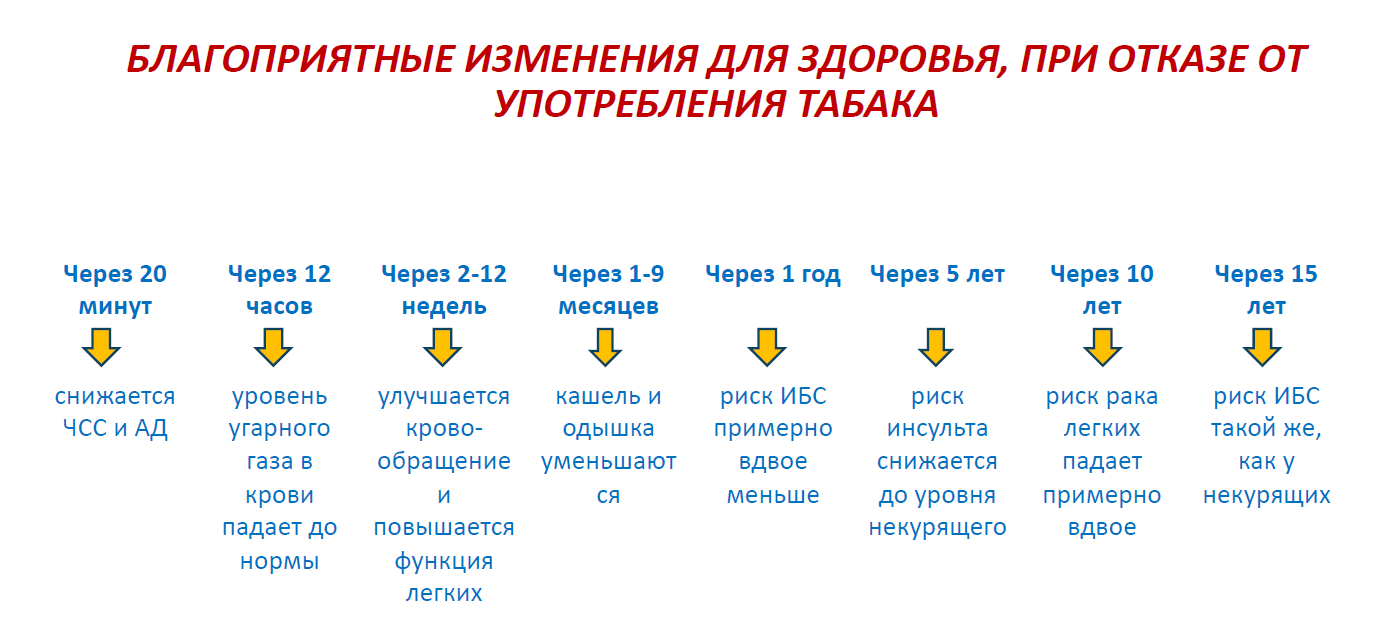 БЛАГОПРИЯТНЫЕ ИЗМЕНЕНИЯ ДЛЯ ЗДОРОВЬЯ, ПРИ ОТКАЗЕ ОТ
УПОТРЕБЛЕНИЯ ТАБАКА
Через 20
минут
снижается
ЧСС и АД
Через 12
часов
уровень
угарного
газа в
крови
падает до
нормы
Через 2-12
недель
улучшается
крово-
обращение
и
повышается
функция
легких
Через 1-9
месяцев
кашель и
одышка
уменьшают
ся
Через 1 год
риск ИБС
примерно
вдвое
меньше
Через 5 лет
риск
инсульта
снижается
до уровня
некурящего
Через 10
лет
риск рака
легких
падает
примерно
вдвое
Через 15
лет
риск ИБС
такой же,
как у
некурящих